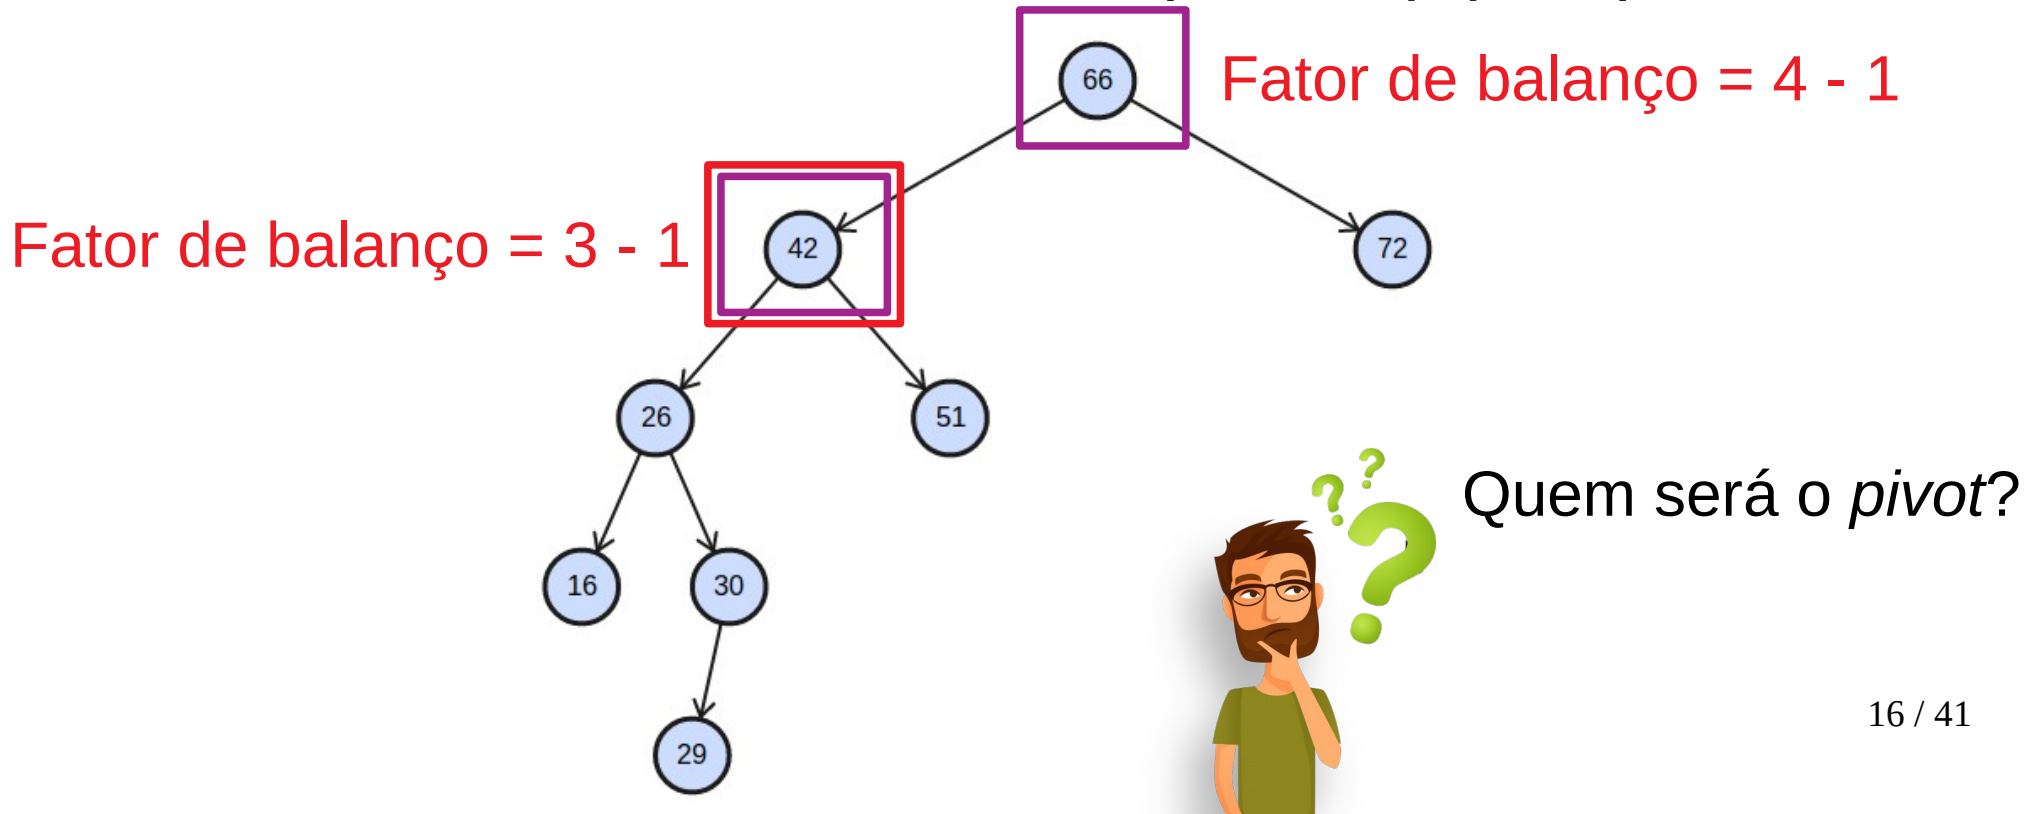 66
Fator de balanço = 4 - 1
Fator de balanço = 3 - 1
42
72
26
51
Quem será o pivot?
16
30
16 / 41
29